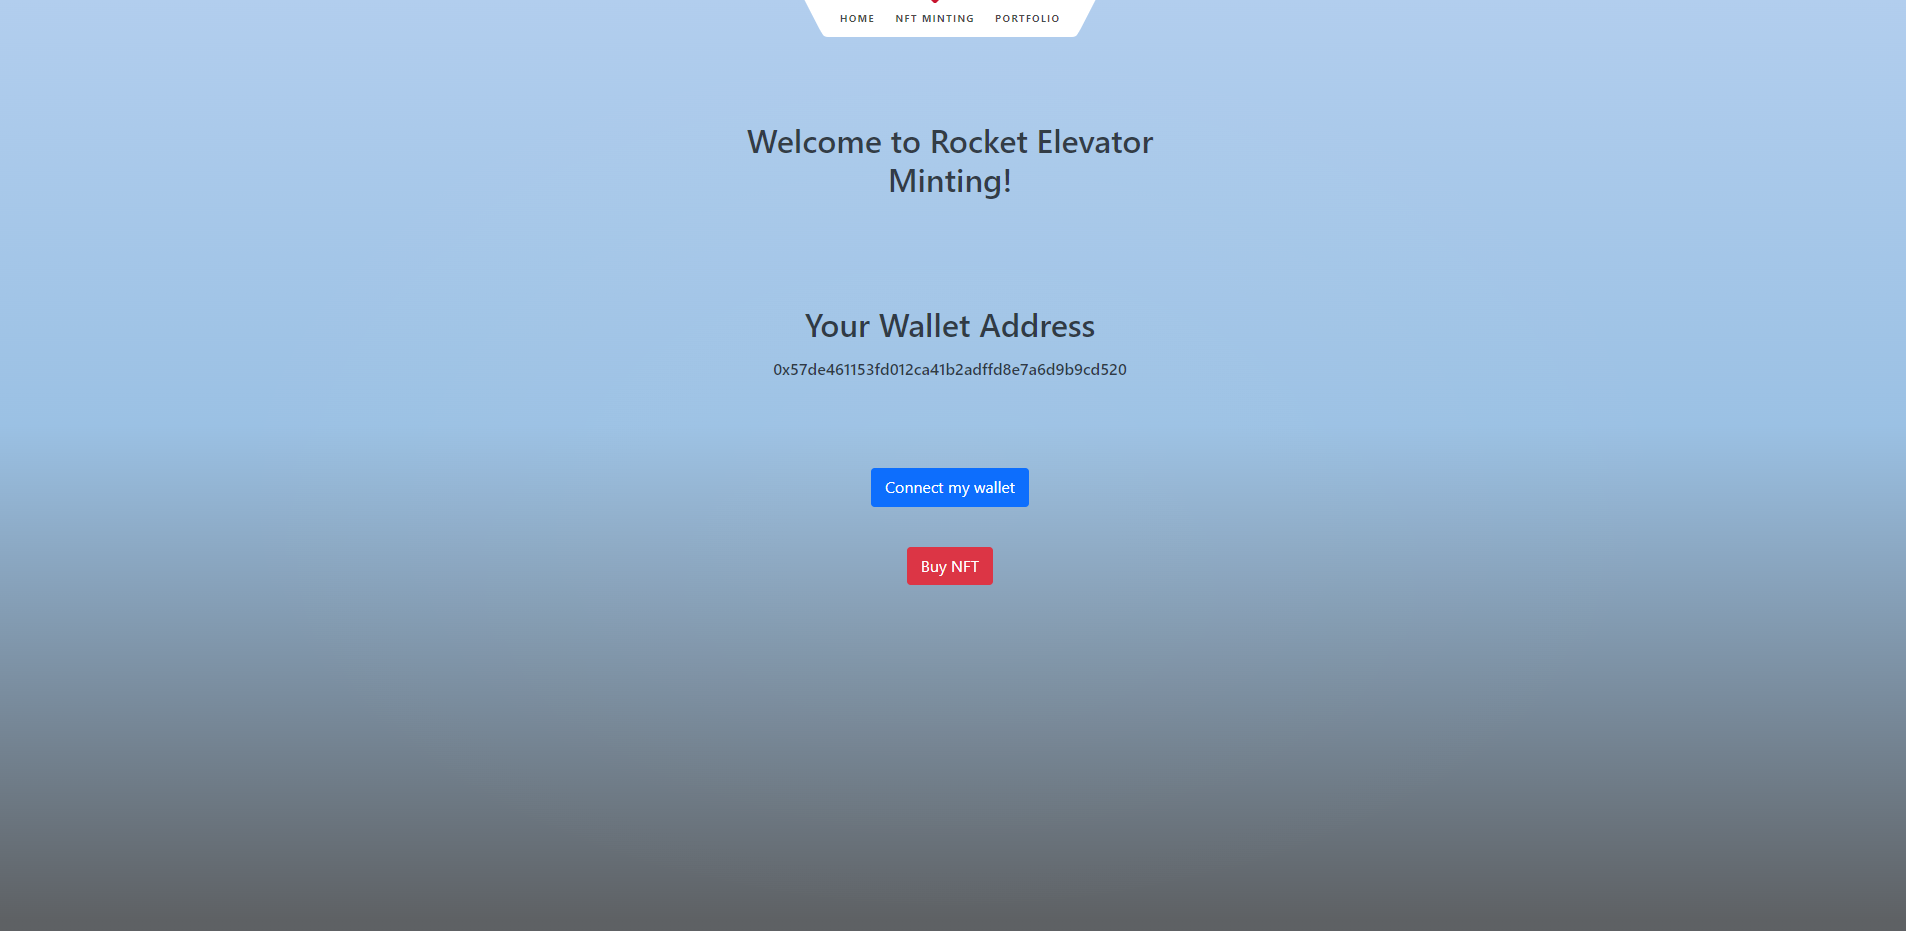 HOME NFT MINTING PORTFOLIO
Welcome to Rocket Elevator
Minting!
Your Wallet Address
0x57de461153fd012ca41b2adffd8e7a6d9b9cd520
Connect my wallet
Buy NFT